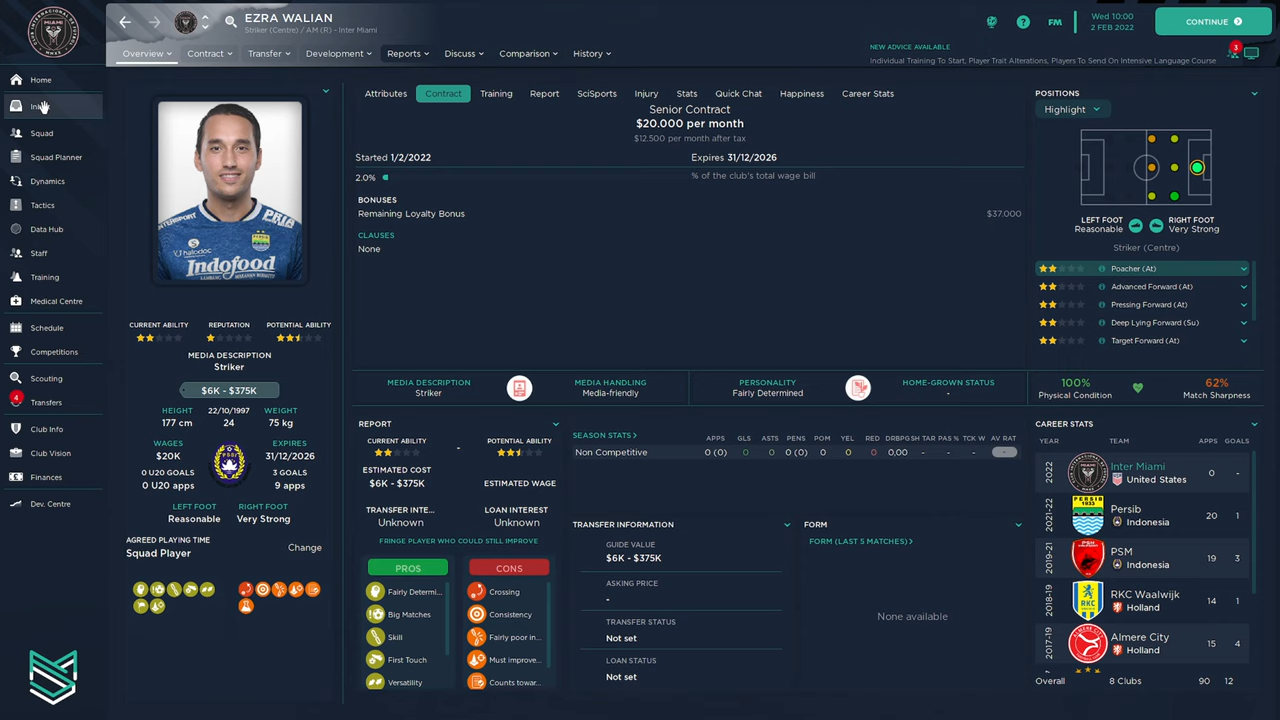 EZRA WALIAN
Striker (Centre) / AM (R) - Inter Miami
FM
Wed 10:00
2 FEB 2022
CONTINUE
Overview
Contract
Transfer
Development
Reports
Discuss
Comparison
History
NEW ADVICE AVAILABLE
Individual Training To Start, Player Trait Alterations, Players To Send On Intensive Language Course
3
Home
Squad
Squad Planner
Dynamics
Tactics
Data Hub
Staff
Training
Medical Centre
Schedule
Competitions
Scouting
4
Transfers
Club Info
Club Vision
Finances
Dev. Centre
Indofood
CURRENT ABILITY
REPUTATION
POTENTIAL ABILITY
MEDIA DESCRIPTION
Striker
$6K - $375K
HEIGHT
177 cm
22/10/1997
24
WEIGHT
75 kg
WAGES
$20K
EXPIRES
31/12/2026
0 U20 GOALS
0 U20 apps
3 GOALS
9 apps
LEFT FOOT
Reasonable
RIGHT FOOT
Very Strong
AGREED PLAYING TIME
Squad Player
Change
Attributes
Contract
Training
Report
SciSports
Injury
Stats
Quick Chat
Happiness
Career Stats
Senior Contract
$20.000 per month
$12.500 per month after tax
Started 1/2/2022
Expires 31/12/2026
2.0%
% of the club's total wage bill
BONUSES
Remaining Loyalty Bonus
$37.000
CLAUSES
None
MEDIA DESCRIPTION
Striker
MEDIA HANDLING
Media-friendly
PERSONALITY
Fairly Determined
HOME-GROWN STATUS
-
100%
Physical Condition
62%
Match Sharpness
REPORT
CURRENT ABILITY
-
POTENTIAL ABILITY
ESTIMATED COST
$6K - $375K
ESTIMATED WAGE
TRANSFER INTE...
Unknown
LOAN INTEREST
Unknown
FRINGE PLAYER WHO COULD STILL IMPROVE
PROS
CONS
Fairly Determi...
Big Matches
Skill
First Touch
Versatility
Crossing
Consistency
Fairly poor in...
Must improve...
Counts towar...
SEASON STATS>
APPS GLS ASTS PENS POM YEL RED DRBPG SH TAR PAS % TCK W AV RAT
Non Competitive 0 (0) 0 0 0 (0) 0 0 0 0,00 - - - - -
TRANSFER INFORMATION
GUIDE VALUE
$6K - $375K
ASKING PRICE
-
TRANSFER STATUS
Not set
LOAN STATUS
Not set
FORM
FORM (LAST 5 MATCHES)>
None available
POSITIONS
Highlight
LEFT FOOT
Reasonable
RIGHT FOOT
Very Strong
Striker (Centre)
Poacher (At)
Advanced Forward (At)
Pressing Forward (At)
Deep Lying Forward (Su)
Target Forward (At)
CAREER STATS
YEAR TEAM APPS GOALS
2022 Inter Miami
United States 0 -
2021-22 Persib
Indonesia 20 1
2019-21 PSM
Indonesia 19 3
2018-19 RKC Waalwijk
Holland 14 1
2017-19 Almere City
Holland 15 4
Overall 8 Clubs 90 12